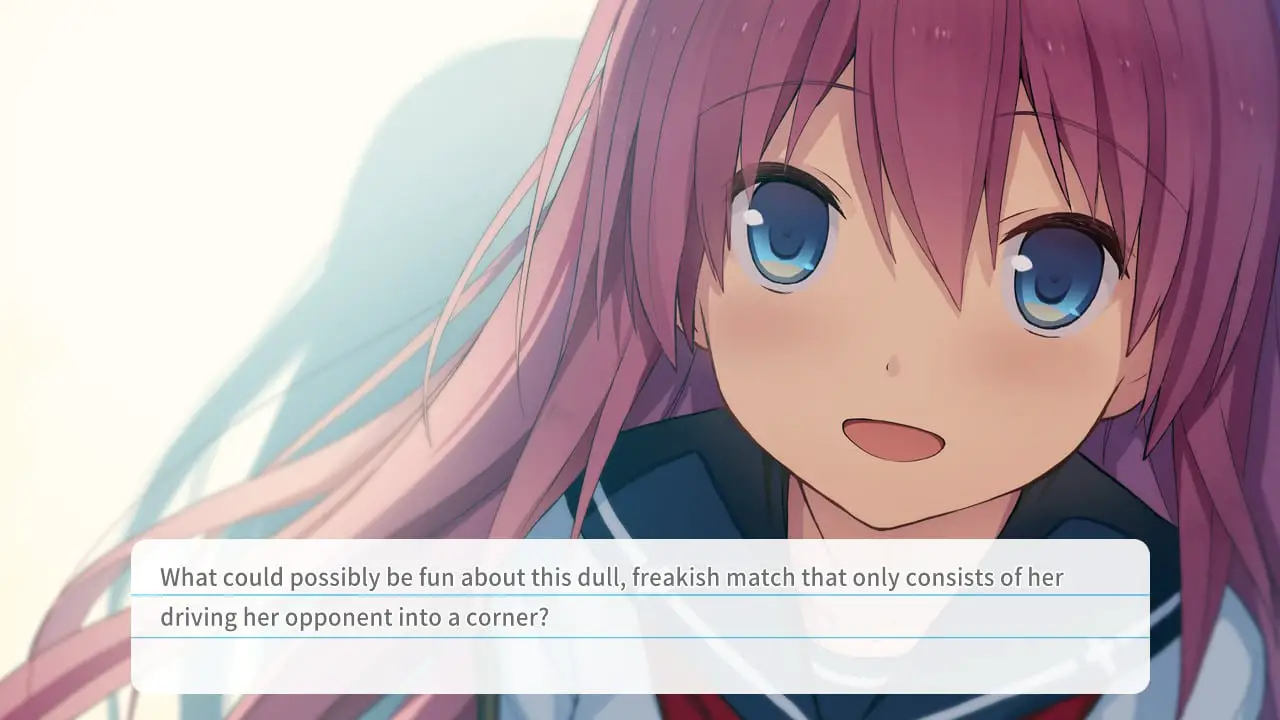 What could possibly be fun about this dull, freakish match that only consists of her
driving her opponent into a corner?